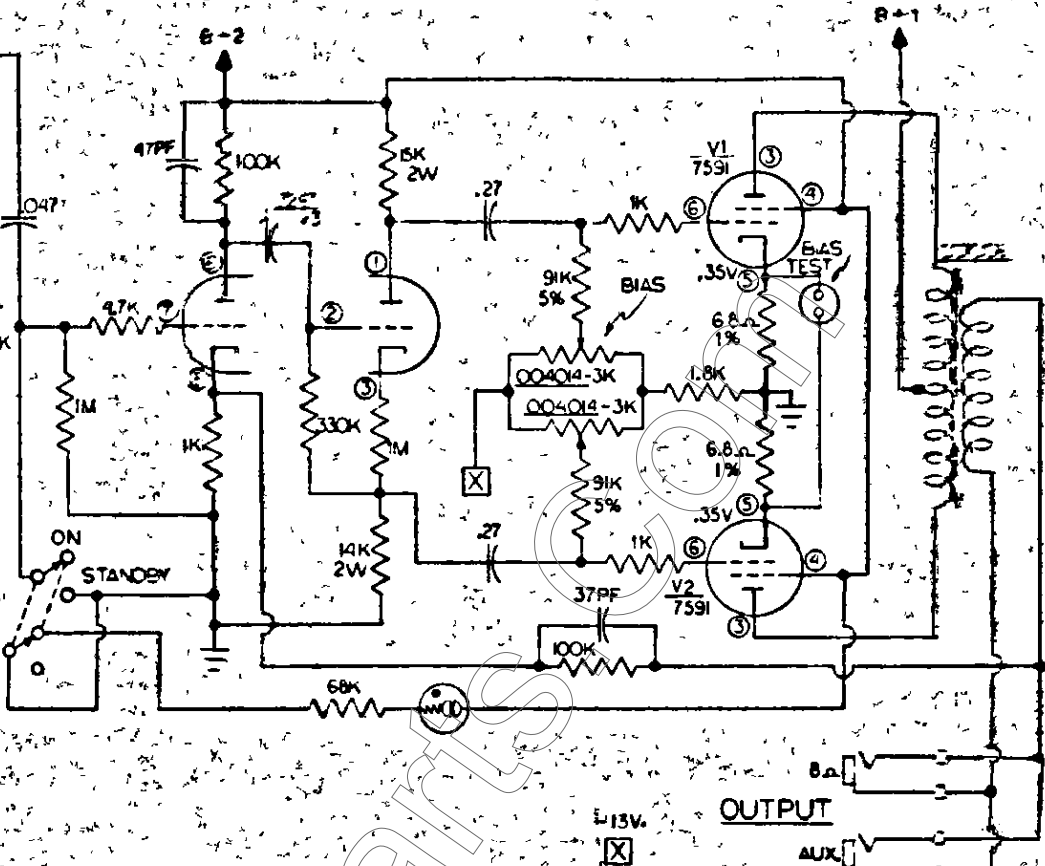 B-2
B-1
47PF
100K
15K
2W
.047
.27
1K
V1
7591
③
④
⑥
BIAS
TEST
.35V
⑤
①
②
③
4.7K
91K
5%
BIAS
6.8Ω
1%
004014-3K
004014-3K
1.8K
1M
1K
330K
1M
X
91K
5%
6.8Ω
1%
.35V
⑤
ON
STANDBY
14K
2W
.27
1K
⑥
④
V2
7591
③
37PF
100K
68K
8Ω
OUTPUT
-13V.
X
AUX.
arts.com